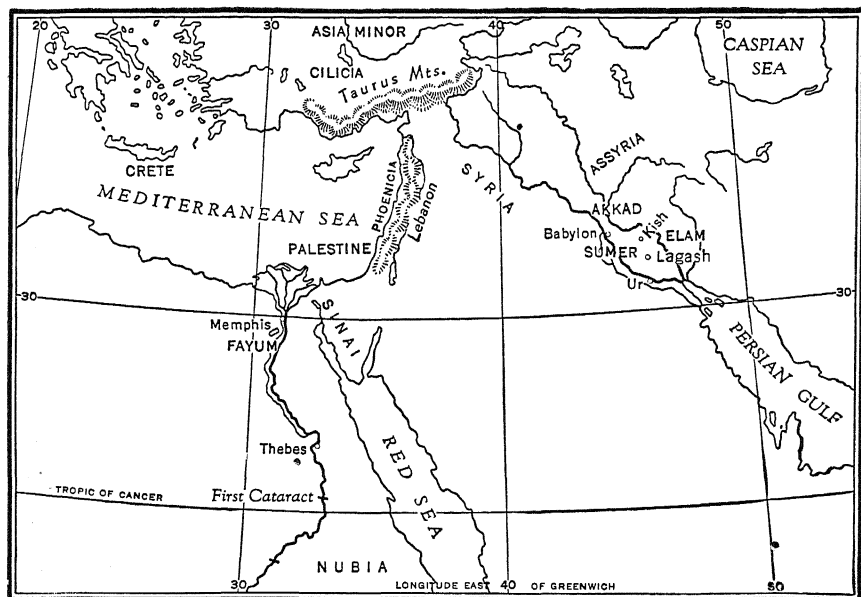 20
30
40
50
ASIA MINOR
CASPIAN
SEA
CILICIA
Taurus Mts.
CRETE
ASSYRIA
SYRIA
MEDITERRANEAN SEA
PHOENICIA
Lebanon
AKKAD
Babylon
Kish
ELAM
PALESTINE
SUMER
Lagash
Ur
30
30
SINAI
Memphis
FAYUM
PERSIAN GULF
Thebes
RED SEA
TROPIC OF CANCER
First Cataract
NUBIA
30
LONGITUDE EAST
40
OF GREENWICH
50